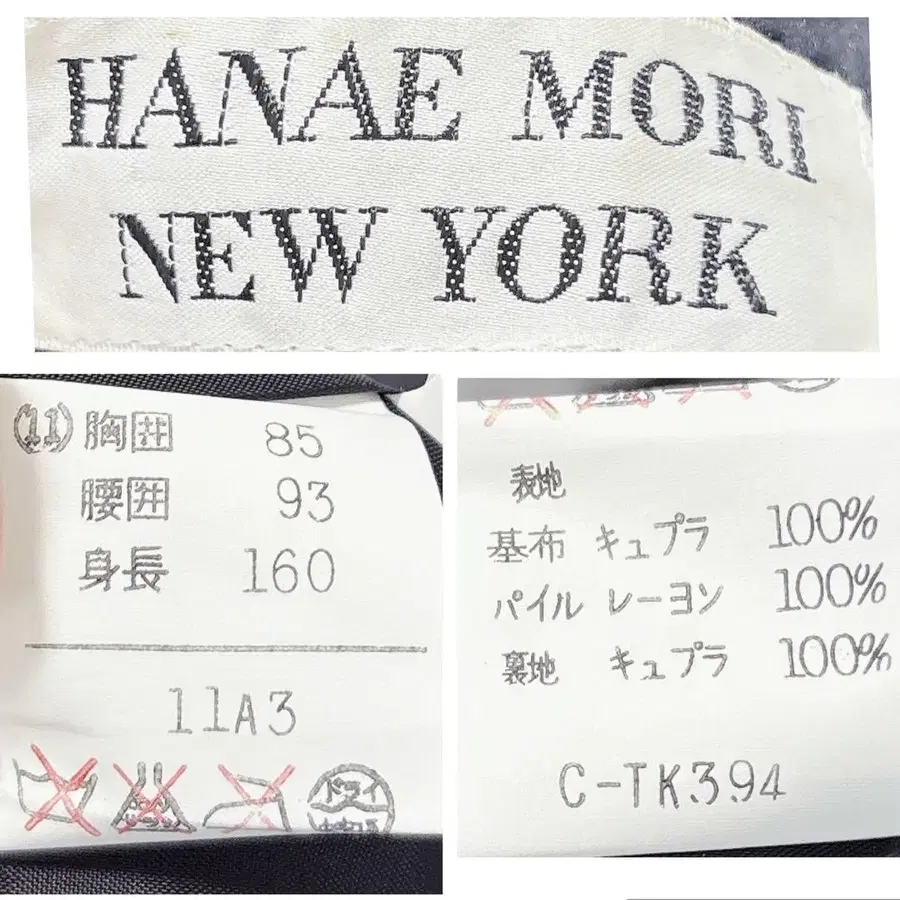 HANAE MORI
NEW YORK
(11) 胸囲 85
腰囲 93
身長 160
11A3
ドライ
表地
基布 キュプラ 100%
パイル レーヨン 100%
裏地 キュプラ 100%
C-TK394